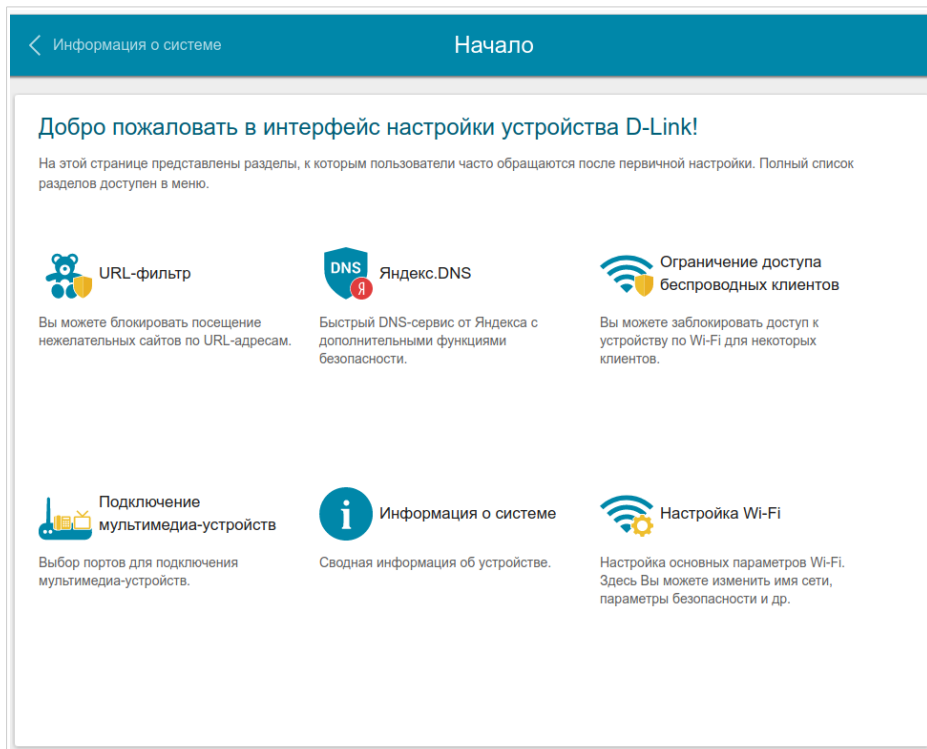 Информация о системе
Начало
Добро пожаловать в интерфейс настройки устройства D-Link!
На этой странице представлены разделы, к которым пользователи часто обращаются после первичной настройки. Полный список
разделов доступен в меню.
URL-фильтр
Вы можете блокировать посещение
нежелательных сайтов по URL-адресам.
DNS
Я
Яндекс.DNS
Быстрый DNS-сервис от Яндекса с
дополнительными функциями
безопасности.
Ограничение доступа
беспроводных клиентов
Вы можете заблокировать доступ к
устройству по Wi-Fi для некоторых
клиентов.
Подключение
мультимедиа-устройств
Выбор портов для подключения
мультимедиа-устройств.
i
Информация о системе
Сводная информация об устройстве.
Настройка Wi-Fi
Настройка основных параметров Wi-Fi.
Здесь Вы можете изменить имя сети,
параметры безопасности и др.